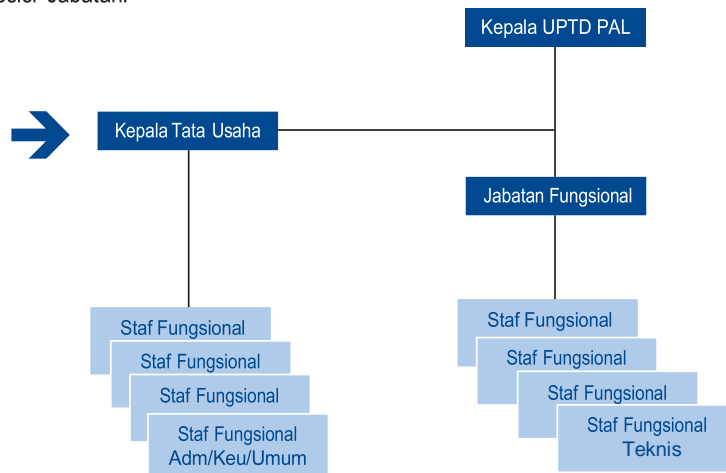 Jabatan.
Kepala UPTD PAL
Kepala Tata Usaha
Jabatan Fungsional
Staf Fungsional
Staf Fungsional
Staf Fungsional
Staf Fungsional
Adm/Keu/Umum
Staf Fungsional
Staf Fungsional
Staf Fungsional
Staf Fungsional
Teknis